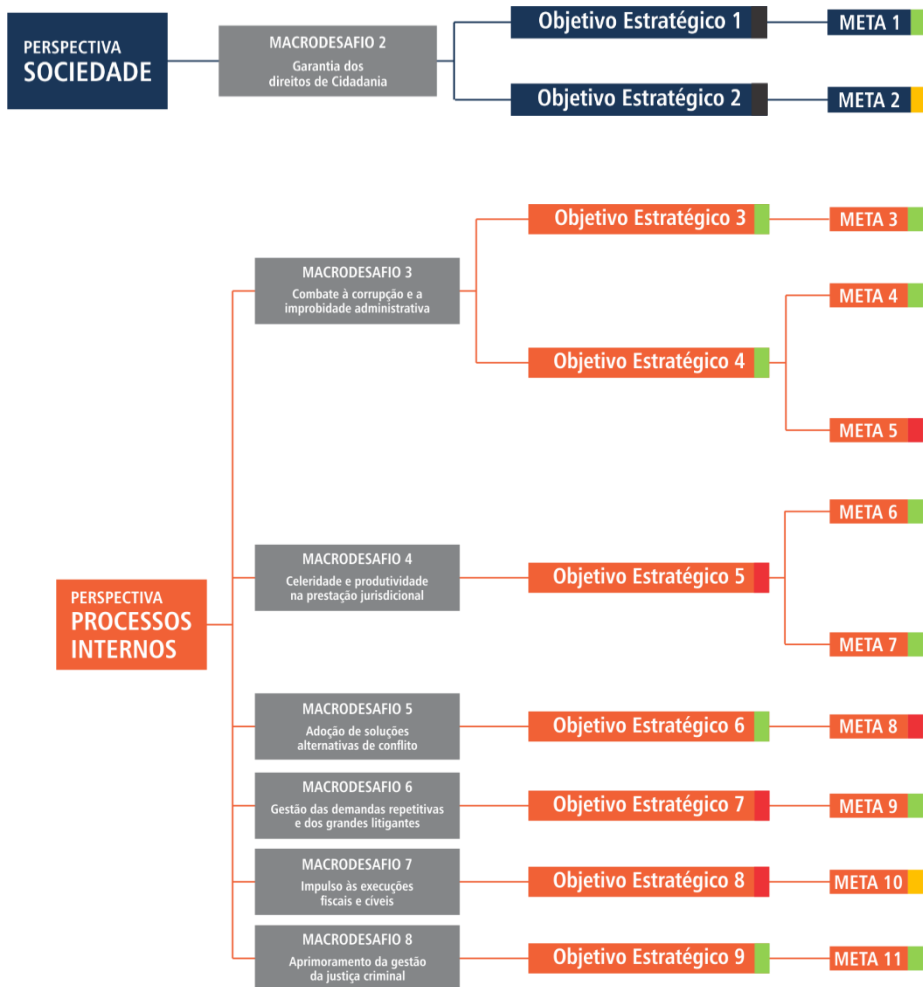 PERSPECTIVA
SOCIEDADE
MACRODESAFIO 2
Garantia dos
direitos de Cidadania
Objetivo Estratégico 1
META 1
Objetivo Estratégico 2
META 2
PERSPECTIVA
PROCESSOS
INTERNOS
MACRODESAFIO 3
Combate à corrupção e a
improbidade administrativa
Objetivo Estratégico 3
META 3
Objetivo Estratégico 4
META 4
META 5
MACRODESAFIO 4
Celeridade e produtividade
na prestação jurisdicional
Objetivo Estratégico 5
META 6
META 7
MACRODESAFIO 5
Adoção de soluções
alternativas de conflito
Objetivo Estratégico 6
META 8
MACRODESAFIO 6
Gestão das demandas repetitivas
e dos grandes litigantes
Objetivo Estratégico 7
META 9
MACRODESAFIO 7
Impulso às execuções
fiscais e cíveis
Objetivo Estratégico 8
META 10
MACRODESAFIO 8
Aprimoramento da gestão
da justiça criminal
Objetivo Estratégico 9
META 11